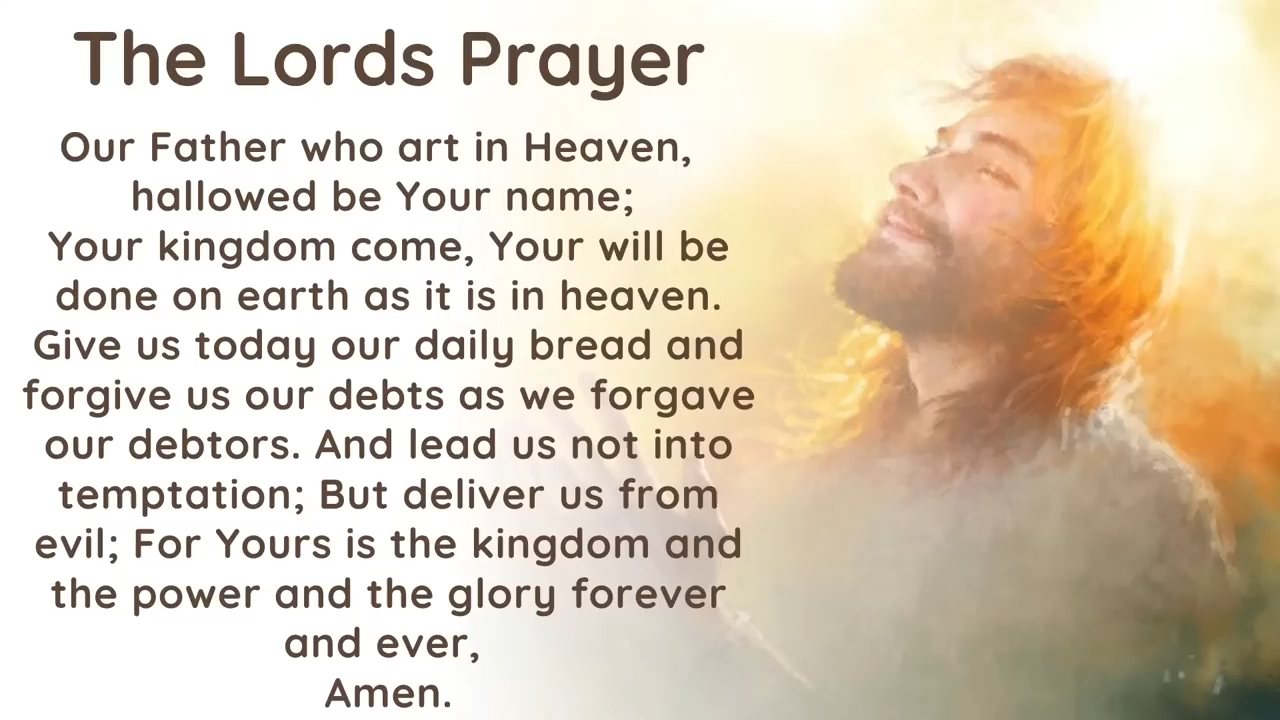 The Lords Prayer
Our Father who art in Heaven,
hallowed be Your name;
Your kingdom come, Your will be
done on earth as it is in heaven.
Give us today our daily bread and
forgive us our debts as we forgave
our debtors. And lead us not into
temptation; But deliver us from
evil; For Yours is the kingdom and
the power and the glory forever
and ever,
Amen.